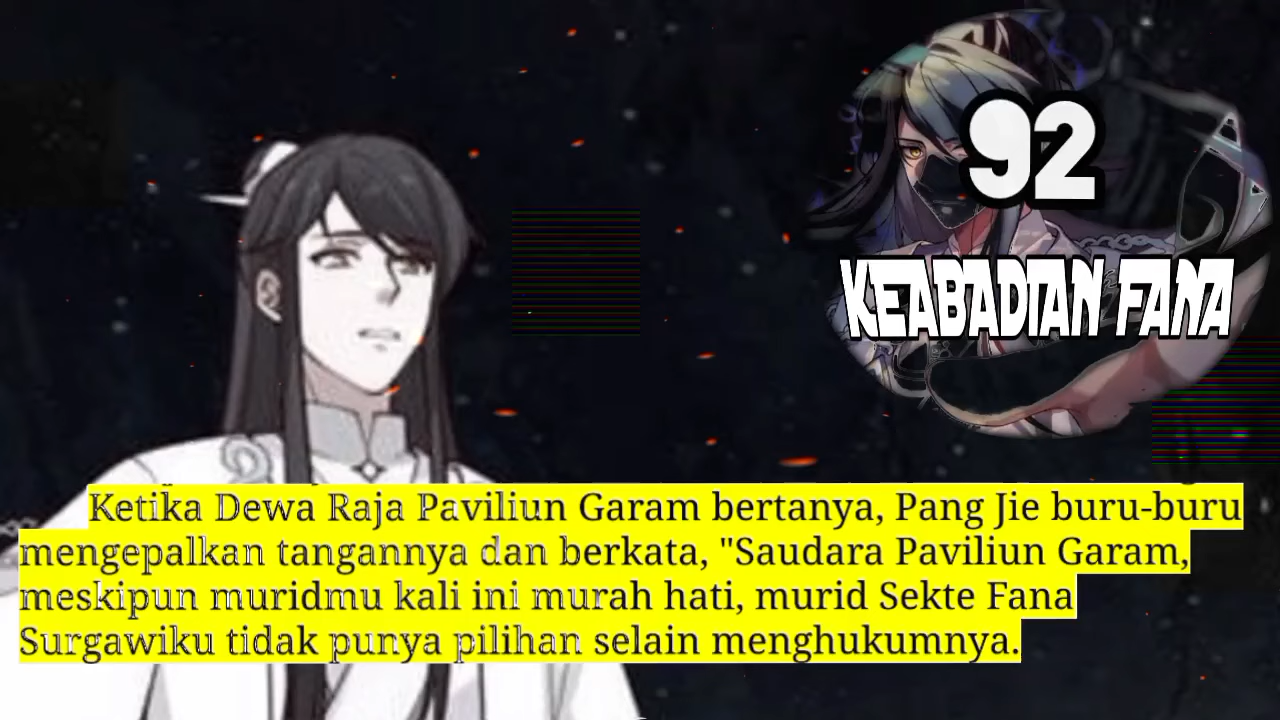 92
KEABADIAN FANA
Ketika Dewa Raja Paviliun Garam bertanya, Pang Jie buru-buru
mengepalkan tangannya dan berkata, "Saudara Paviliun Garam,
meskipun muridmu kali ini murah hati, murid Sekte Fana
Surgawiku tidak punya pilihan selain menghukumnya.